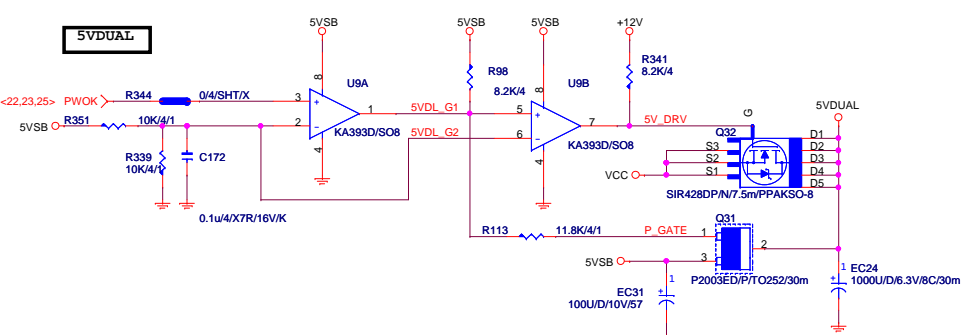 5VDUAL
5VSB
5VSB
5VSB
+12V
R341
8.2K/4
R98
8.2K/4
U9A
U9B
8
8
<22,23,25> PWOK
R344
0/4/SHT/X
3
+
1
5VDL_G1
5
+
7
5V_DRV
G
5VDUAL
5VSB
R351
10K/4/1
2
−
5VDL_G2
6
−
KA393D/SO8
KA393D/SO8
4
4
Q32
S3
S2
S1
D1
D2
D3
D4
D5
VCC
SIR428DP/N/7.5m/PPAKSO-8
R339
10K/4/1
C172
0.1u/4/X7R/16V/K
R113
11.8K/4/1
P_GATE
Q31
1
2
3
5VSB
P2003ED/P/TO252/30m
EC31
100U/D/10V/57
1
+
EC24
1000U/D/6.3V/8C/30m
1
+